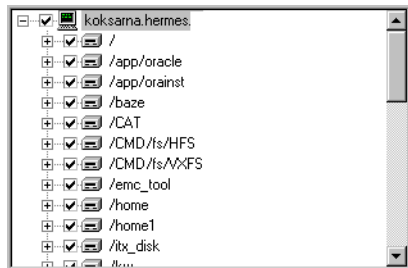 koksarna.hermes.
/
/app/oracle
/app/orainst
/baze
/CAT
/CMD/fs/HFS
/CMD/fs/VXFS
/emc_tool
/home
/home1
/itx_disk